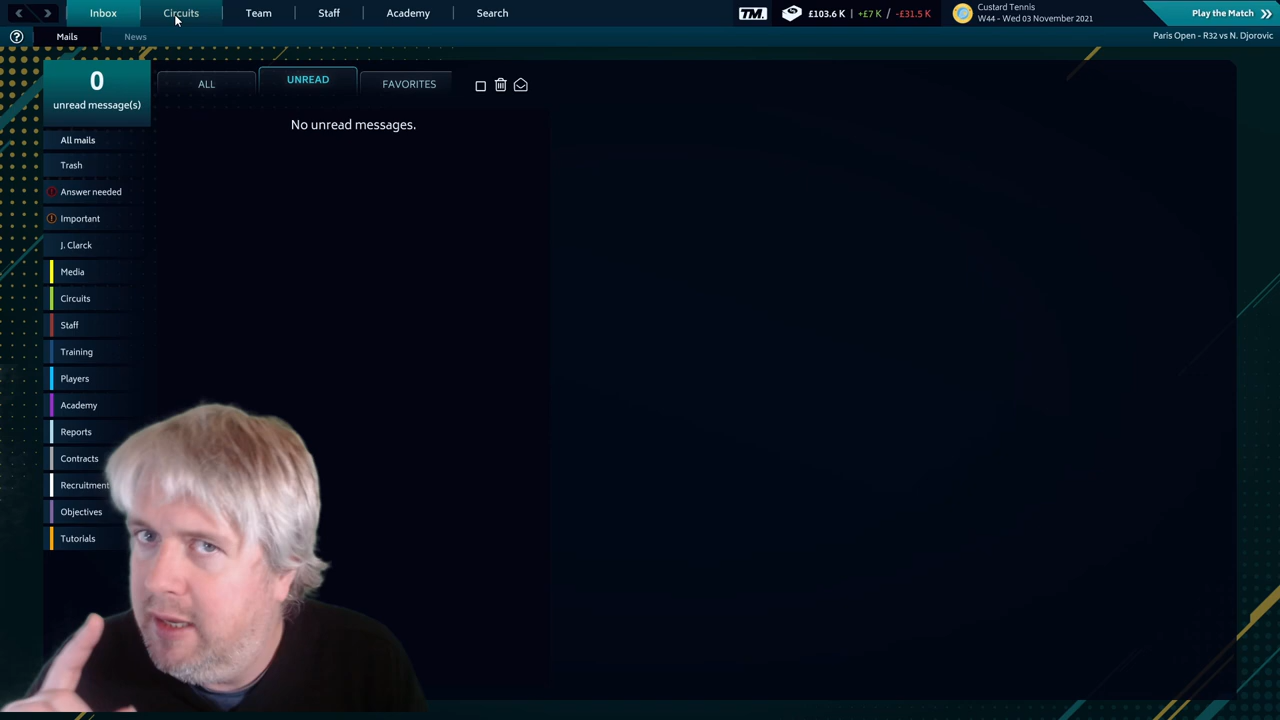 Inbox
Circuits
Team
Staff
Academy
Search
TM.
£103.6 K | +£7 K / -£31.5 K
Custard Tennis
W44 - Wed 03 November 2021
Play the Match
Mails
News
Paris Open - R32 vs N. Djorovic
0
unread message(s)
ALL
UNREAD
FAVORITES
No unread messages.
All mails
Trash
Answer needed
Important
J. Clarck
Media
Circuits
Staff
Training
Players
Academy
Reports
Contracts
Recruitment
Objectives
Tutorials